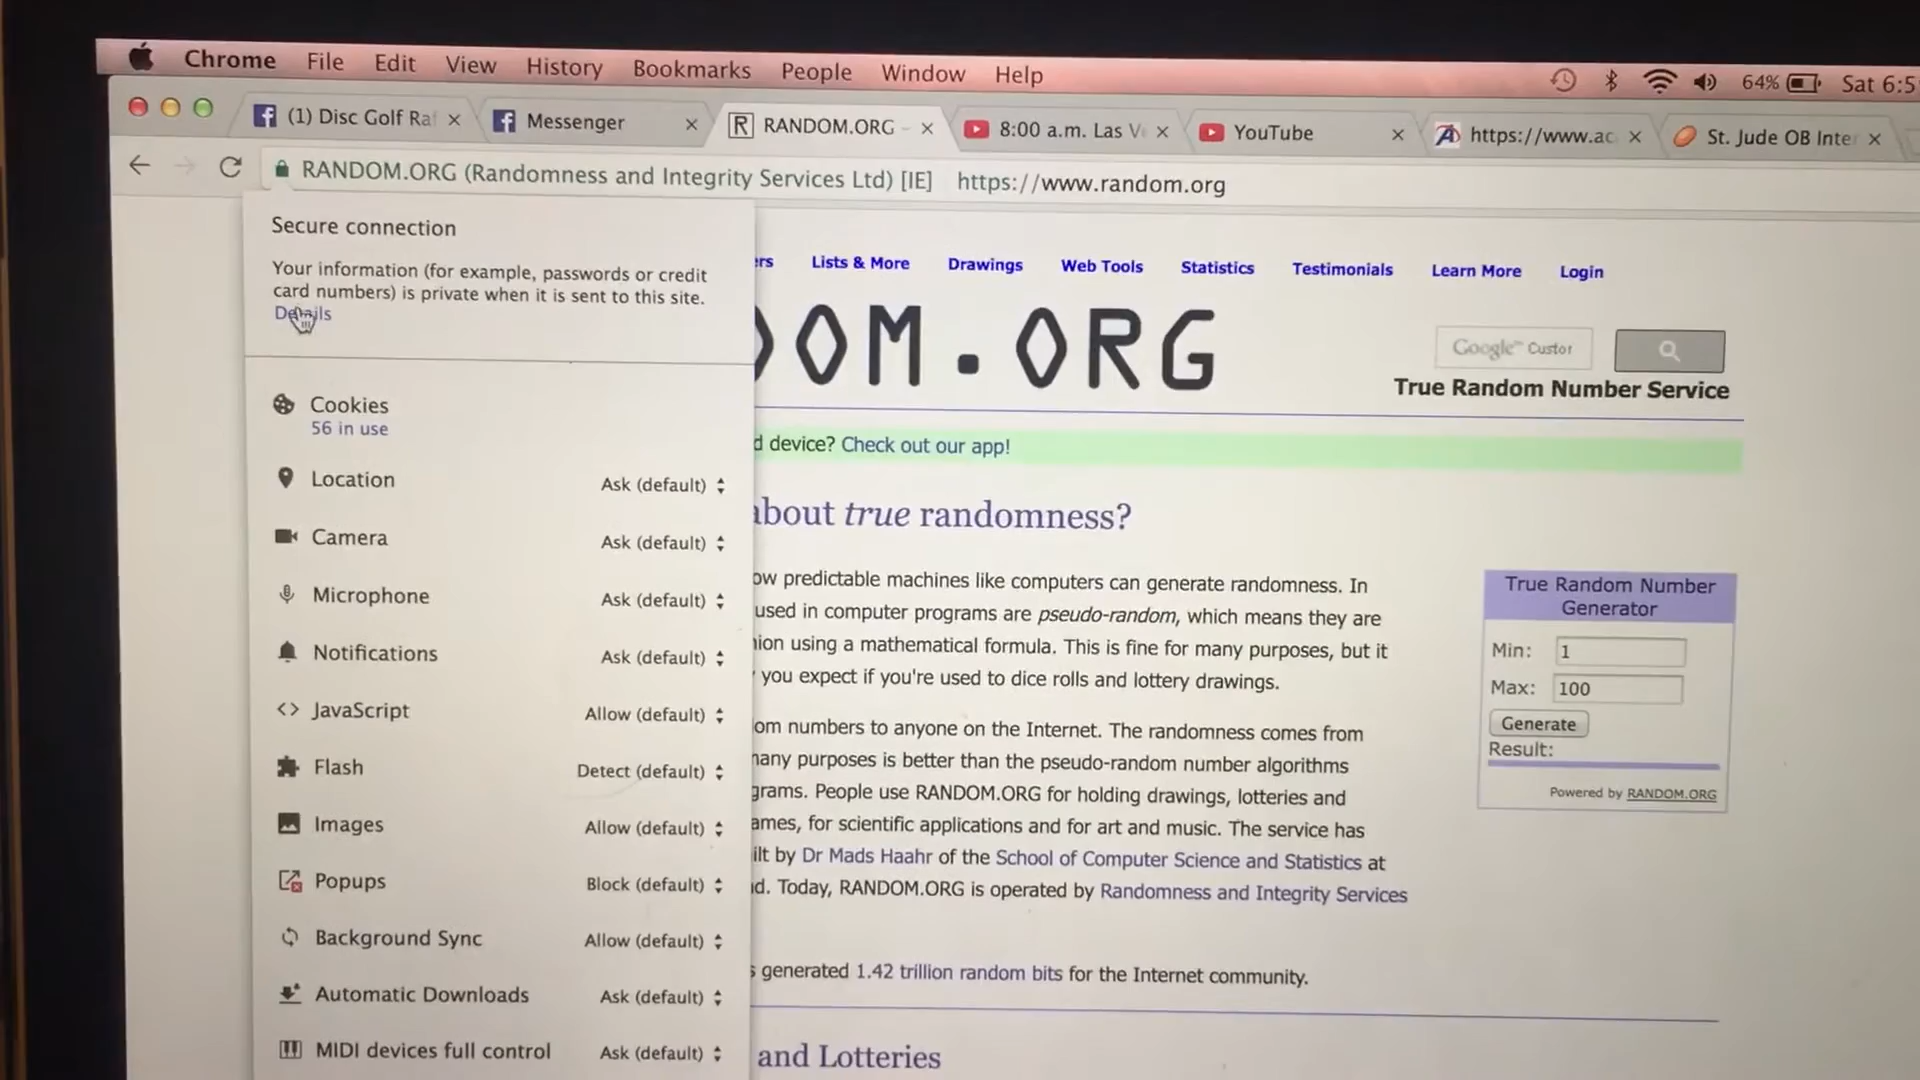 Chrome File Edit View History Bookmarks People Window Help 64% Sat 6:5
(1) Disc Golf Raf
Messenger
RANDOM.ORG -
8:00 a.m. Las V
YouTube
https://www.ac
St. Jude OB Inte
RANDOM.ORG (Randomness and Integrity Services Ltd) [IE] https://www.random.org
Secure connection
Your information (for example, passwords or credit
card numbers) is private when it is sent to this site.
Details
Cookies
56 in use
Location Ask (default)
Camera Ask (default)
Microphone Ask (default)
Notifications Ask (default)
JavaScript Allow (default)
Flash Detect (default)
Images Allow (default)
Popups Block (default)
Background Sync Allow (default)
Automatic Downloads Ask (default)
MIDI devices full control Ask (default)
ers Lists & More Drawings Web Tools Statistics Testimonials Learn More Login
DOM.ORG
Google™ Custor
True Random Number Service
d device? Check out our app!
about true randomness?
ow predictable machines like computers can generate randomness. In
used in computer programs are pseudo-random, which means they are
ion using a mathematical formula. This is fine for many purposes, but it
you expect if you're used to dice rolls and lottery drawings.
om numbers to anyone on the Internet. The randomness comes from
many purposes is better than the pseudo-random number algorithms
grams. People use RANDOM.ORG for holding drawings, lotteries and
ames, for scientific applications and for art and music. The service has
ilt by Dr Mads Haahr of the School of Computer Science and Statistics at
d. Today, RANDOM.ORG is operated by Randomness and Integrity Services
s generated 1.42 trillion random bits for the Internet community.
and Lotteries
True Random Number
Generator
Min: 1
Max: 100
Generate
Result:
Powered by RANDOM.ORG